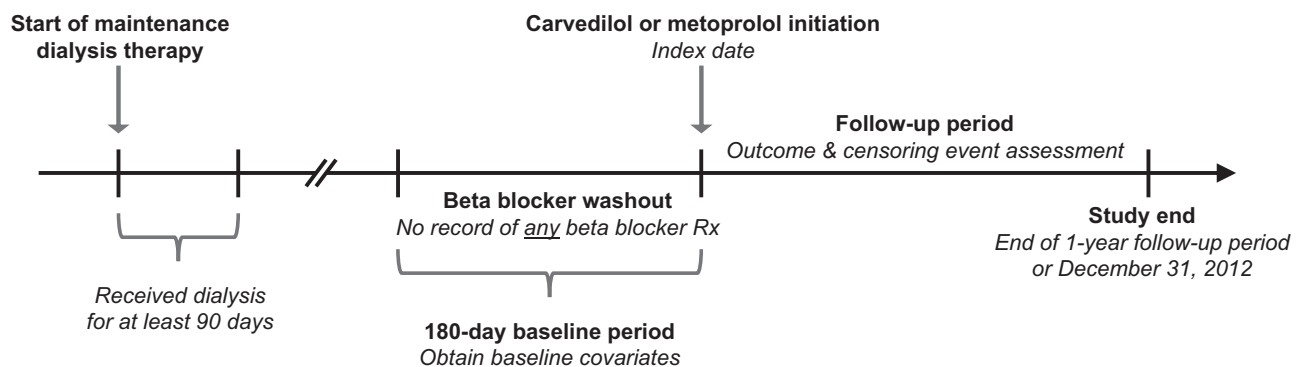 Start of maintenance
dialysis therapy
Carvedilol or metoprolol initiation
Index date
Follow-up period
Outcome & censoring event assessment
Beta blocker washout
No record of any beta blocker Rx
Study end
End of 1-year follow-up period
or December 31, 2012
Received dialysis
for at least 90 days
180-day baseline period
Obtain baseline covariates